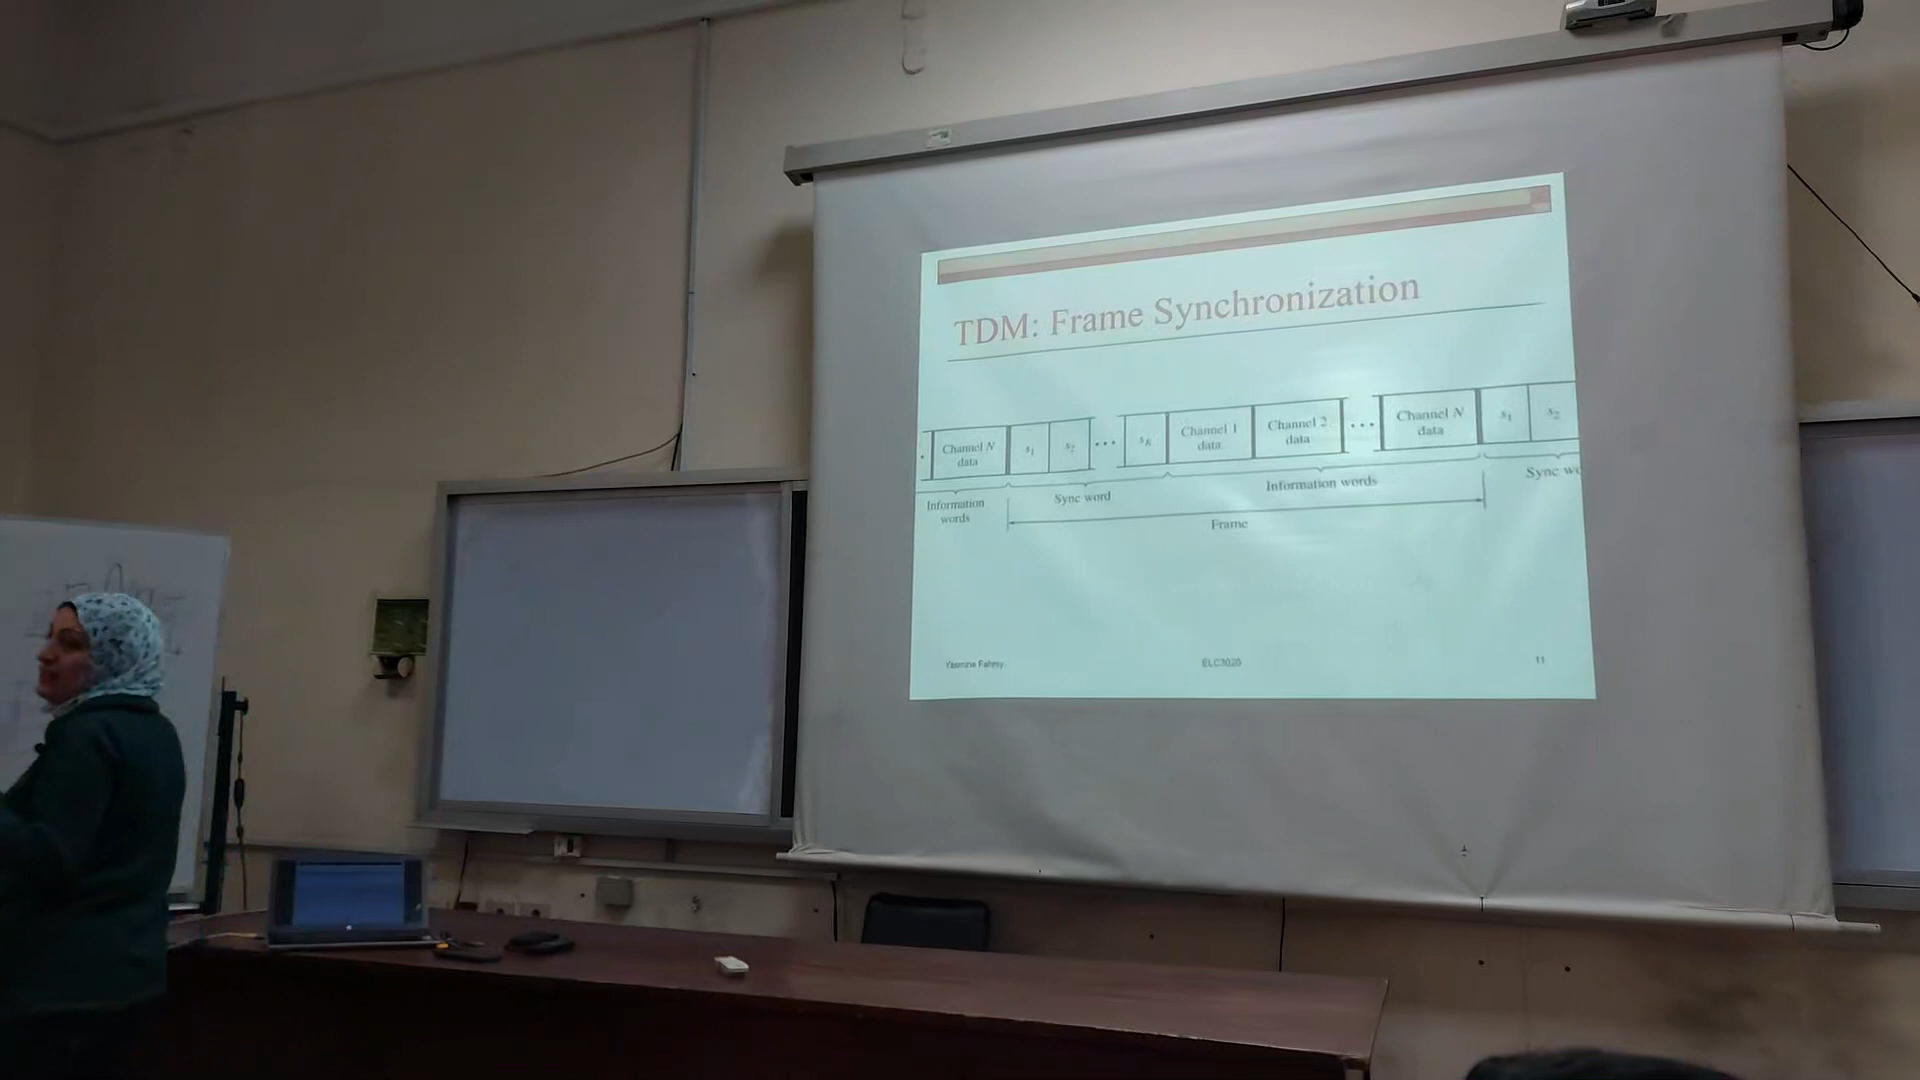 TDM: Frame Synchronization
Channel N
data
s1
s2
...
sK
Channel 1
data
Channel 2
data
...
Channel N
data
s1
s2
Information
words
Sync word
Information words
Sync wo
Frame
Yasmine Fahmy
ELC3020
11